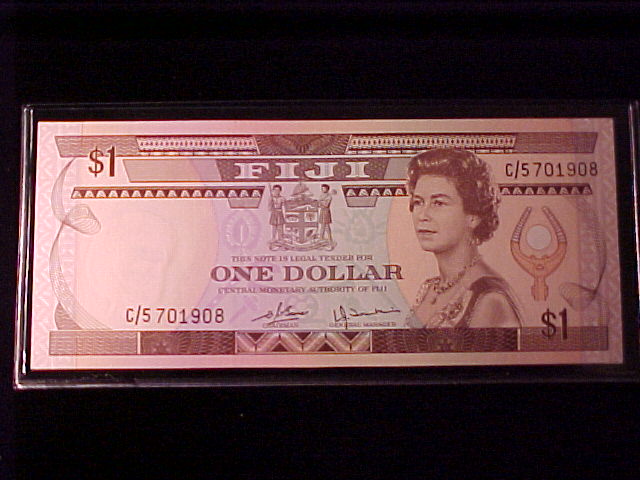 $1
FIJI
C/5701908
THIS NOTE IS LEGAL TENDER FOR
ONE DOLLAR
CENTRAL MONETARY AUTHORITY OF FIJI
C/5701908
CHAIRMAN
GENERAL MANAGER
$1